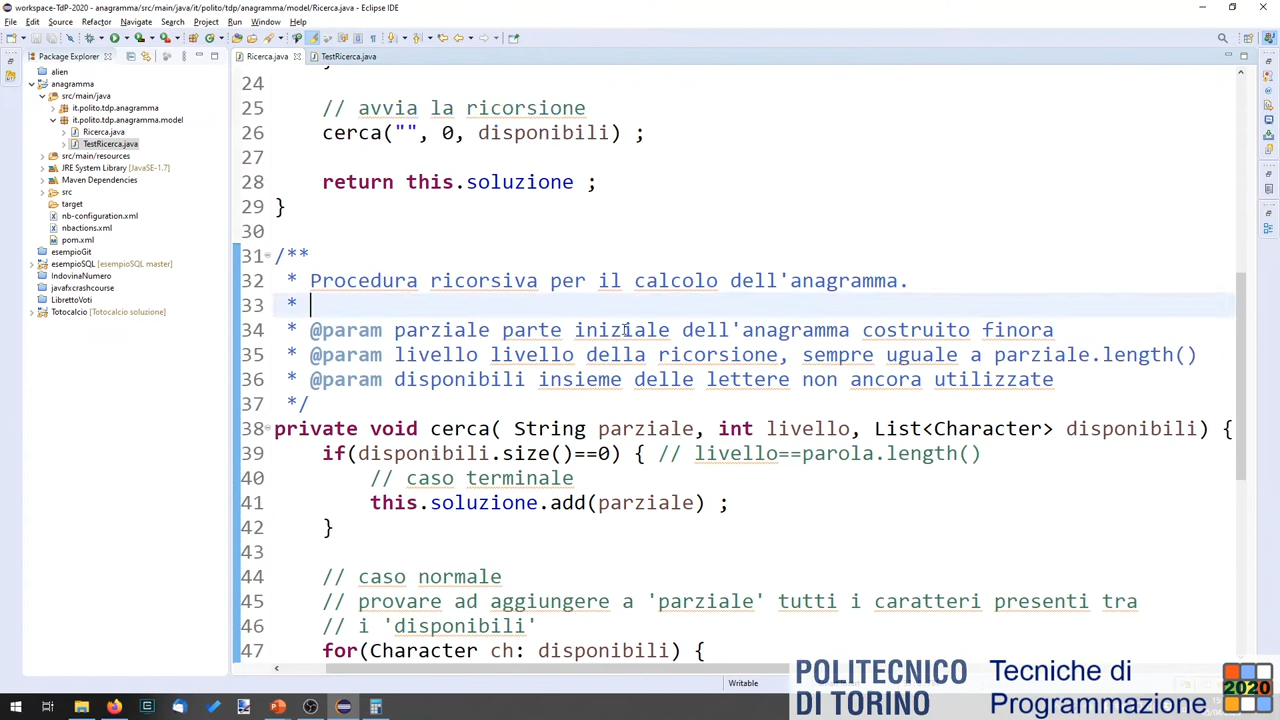 workspace-TdP-2020 - anagramma/src/main/java/it/polito/tdp/anagramma/model/Ricerca.java - Eclipse IDE
File Edit Source Refactor Navigate Search Project Run Window Help
Package Explorer
Ricerca.java
TestRicerca.java
alien
anagramma
src/main/java
it.polito.tdp.anagramma
it.polito.tdp.anagramma.model
Ricerca.java
TestRicerca.java
src/main/resources
JRE System Library [JavaSE-1.7]
Maven Dependencies
src
target
nb-configuration.xml
nbactions.xml
pom.xml
esempioGit
esempioSQL [esempioSQL master]
IndovinaNumero
javafxcrashcourse
LibrettoVoti
Totocalcio [Totocalcio soluzione]
24
25 // avvia la ricorsione
26 cerca("", 0, disponibili) ;
27
28 return this.soluzione ;
29 }
30
31 /**
32 * Procedura ricorsiva per il calcolo dell'anagramma.
33 *
34 * @param parziale parte iniziale dell'anagramma costruito finora
35 * @param livello livello della ricorsione, sempre uguale a parziale.length()
36 * @param disponibili insieme delle lettere non ancora utilizzate
37 */
38 private void cerca( String parziale, int livello, List<Character> disponibili) {
39 if(disponibili.size()==0) { // livello==parola.length()
40 // caso terminale
41 this.soluzione.add(parziale) ;
42 }
43
44 // caso normale
45 // provare ad aggiungere a 'parziale' tutti i caratteri presenti tra
46 // i 'disponibili'
47 for(Character ch: disponibili) {
Writable
POLITECNICO
DI TORINO
Tecniche di
Programmazione
2020